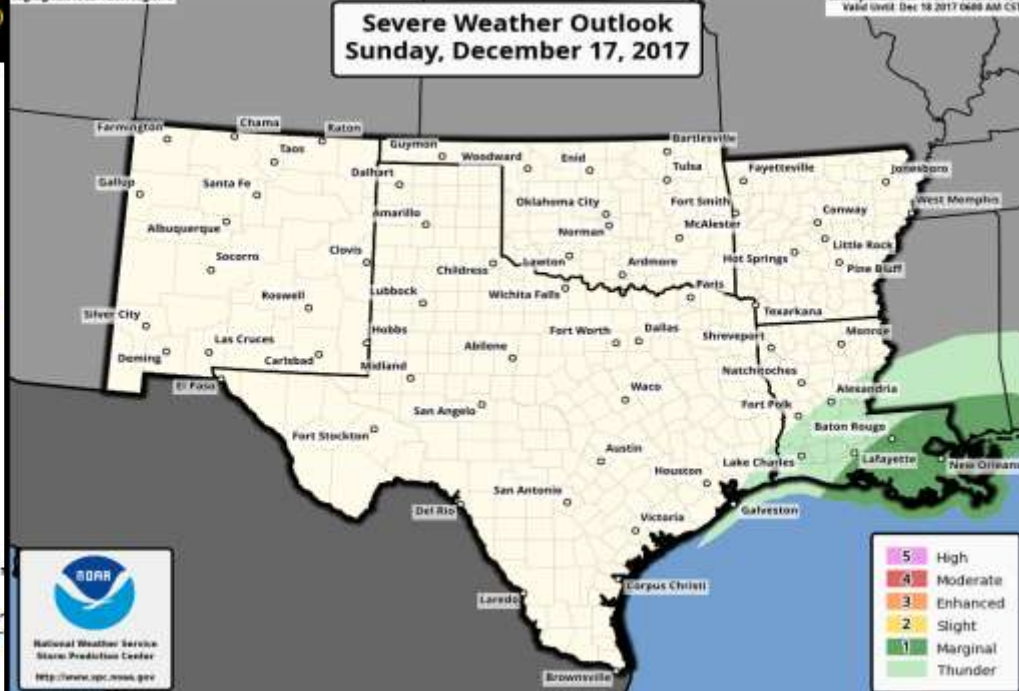 Severe Weather Outlook
Sunday, December 17, 2017
Valid Until: Dec 18 2017 0600 AM CST
Farmington
Chama
Raton
Taos
Guymon
Woodward
Enid
Bartlesville
Tulsa
Fayetteville
Jonesboro
Dalhart
Gallup
Santa Fe
Oklahoma City
Fort Smith
West Memphis
Amarillo
Conway
Albuquerque
Norman
McAlester
Little Rock
Clovis
Socorro
Childress
Lawton
Ardmore
Hot Springs
Pine Bluff
Roswell
Lubbock
Wichita Falls
Paris
Texarkana
Silver City
Hobbs
Fort Worth
Dallas
Shreveport
Monroe
Las Cruces
Abilene
Deming
Carlsbad
Midland
Natchitoches
El Paso
Waco
Alexandria
San Angelo
Fort Polk
Baton Rouge
Fort Stockton
Austin
Lake Charles
Lafayette
New Orleans
Houston
San Antonio
Del Rio
Galveston
Victoria
Corpus Christi
Laredo
Brownsville
NOAA
National Weather Service
Storm Prediction Center
http://www.spc.noaa.gov
5 High
4 Moderate
3 Enhanced
2 Slight
1 Marginal
Thunder